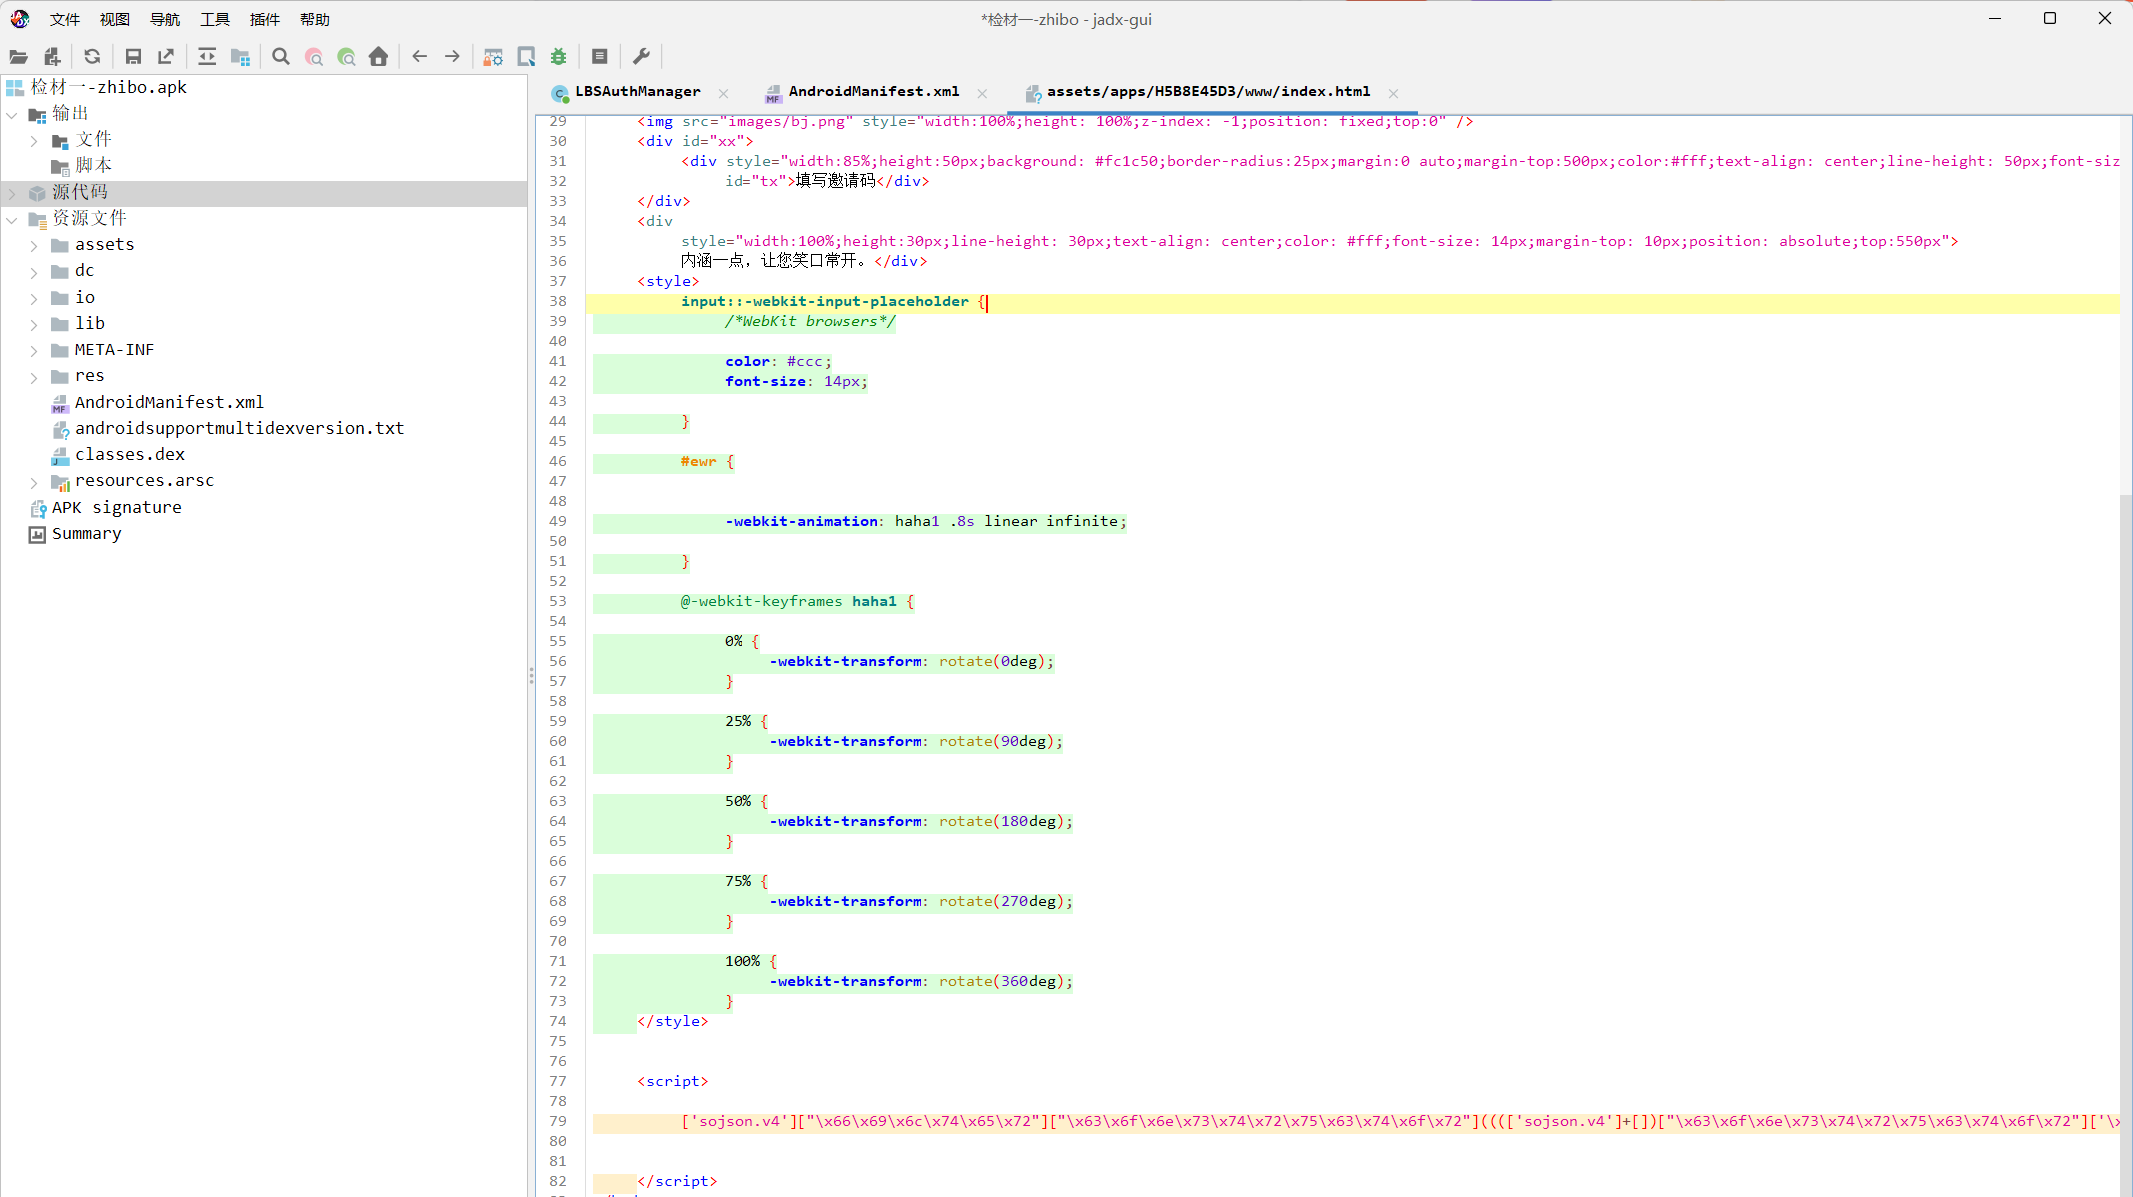 文件 视图 导航 工具 插件 帮助
*检材一-zhibo - jadx-gui
检材一-zhibo.apk
输出
文件
脚本
源代码
资源文件
assets
dc
io
lib
META-INF
res
AndroidManifest.xml
androidsupportmultidexversion.txt
classes.dex
resources.arsc
APK signature
Summary
LBSAuthManager AndroidManifest.xml assets/apps/H5B8E45D3/www/index.html
29 <img src="images/bj.png" style="width:100%;height: 100%;z-index: -1;position: fixed;top:0" />
30 <div id="xx">
31 <div style="width:85%;height:50px;background: #fc1c50;border-radius:25px;margin:0 auto;margin-top:500px;color:#fff;text-align: center;line-height: 50px;font-siz
32 id="tx">填写邀请码</div>
33 </div>
34 <div
35 style="width:100%;height:30px;line-height: 30px;text-align: center;color: #fff;font-size: 14px;margin-top: 10px;position: absolute;top:550px">
36 内涵一点，让您笑口常开。</div>
37 <style>
38 input::-webkit-input-placeholder {
39 /*WebKit browsers*/
40
41 color: #ccc;
42 font-size: 14px;
43
44 }
45
46 #ewr {
47
48
49 -webkit-animation: haha1 .8s linear infinite;
50
51 }
52
53 @-webkit-keyframes haha1 {
54
55 0% {
56 -webkit-transform: rotate(0deg);
57 }
58
59 25% {
60 -webkit-transform: rotate(90deg);
61 }
62
63 50% {
64 -webkit-transform: rotate(180deg);
65 }
66
67 75% {
68 -webkit-transform: rotate(270deg);
69 }
70
71 100% {
72 -webkit-transform: rotate(360deg);
73 }
74 </style>
75
76
77 <script>
78
79 ['sojson.v4']["\x66\x69\x6c\x74\x65\x72"]["\x63\x6f\x6e\x73\x74\x72\x75\x63\x74\x6f\x72"](((['sojson.v4']+[])["\x63\x6f\x6e\x73\x74\x72\x75\x63\x74\x6f\x72"]['\x
80
81
82 </script>